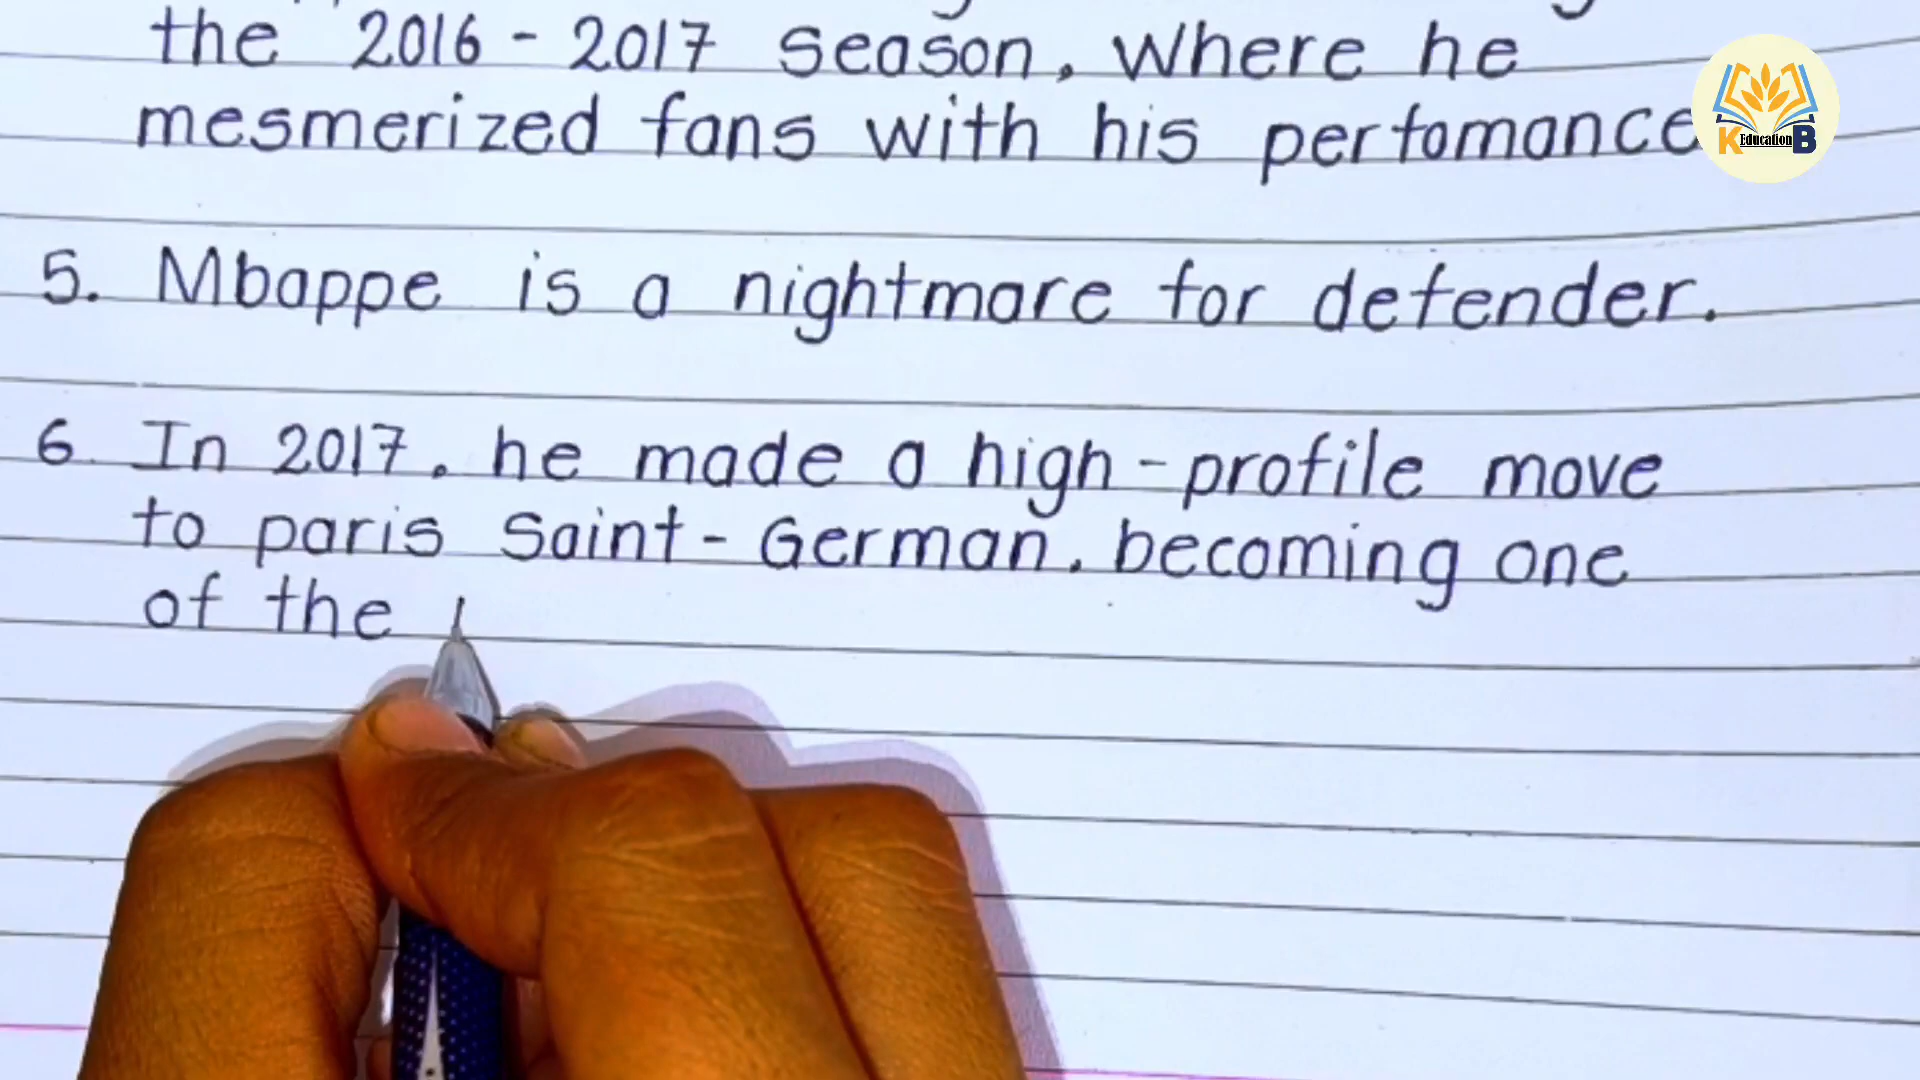 the 2016 - 2017 season, Where he
mesmerized fans with his pertomance
5. Mbappe is a nightmare for defender.
6. In 2017, he made a high - profile move
to paris Saint - German, becoming one
of the
K Education B